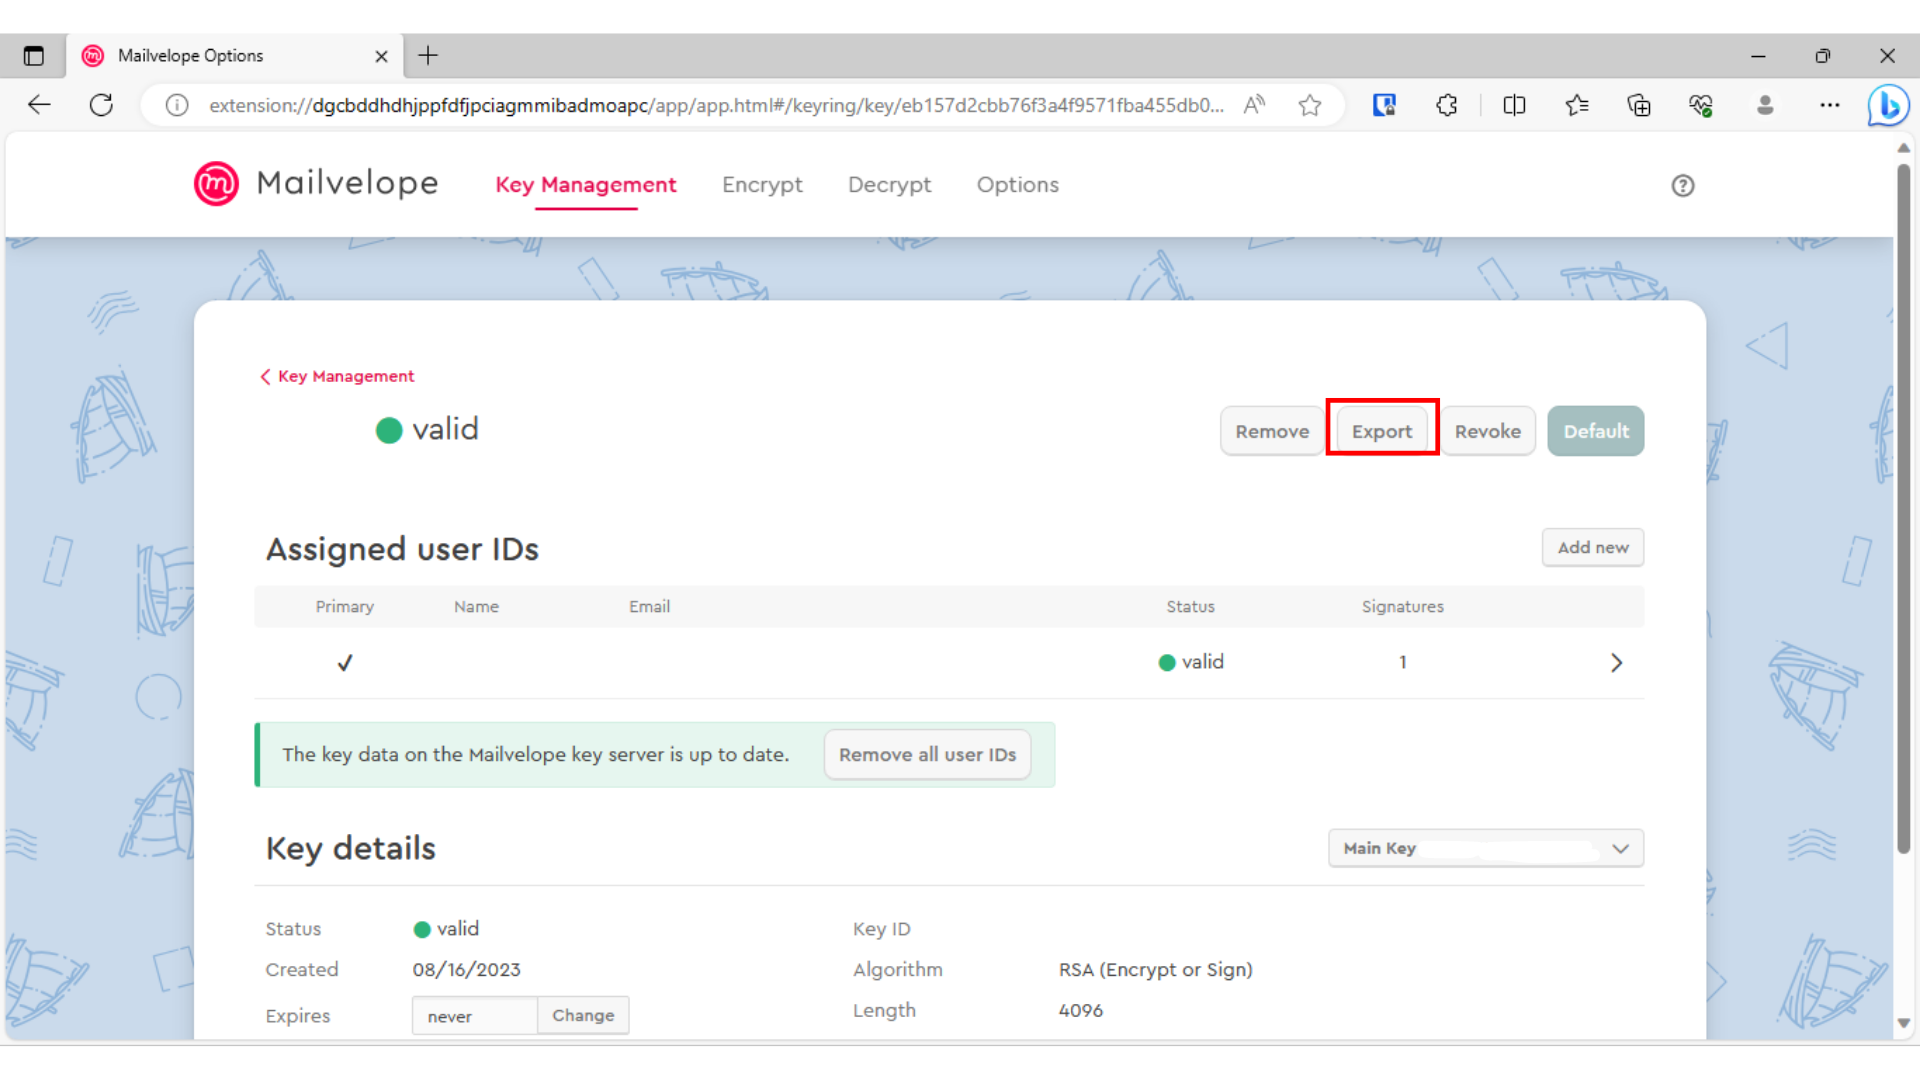 Mailvelope Options
extension://dgcbddhdhjppfdfjpciagmmibadmoapc/app/app.html#/keyring/key/eb157d2cbb76f3a4f9571fba455db0...
Mailvelope Key Management Encrypt Decrypt Options
Key Management
valid Remove Export Revoke Default
Assigned user IDs Add new
Primary Name Email Status Signatures
valid 1
The key data on the Mailvelope key server is up to date. Remove all user IDs
Key details Main Key
Status valid Key ID
Created 08/16/2023 Algorithm RSA (Encrypt or Sign)
Expires never Change Length 4096